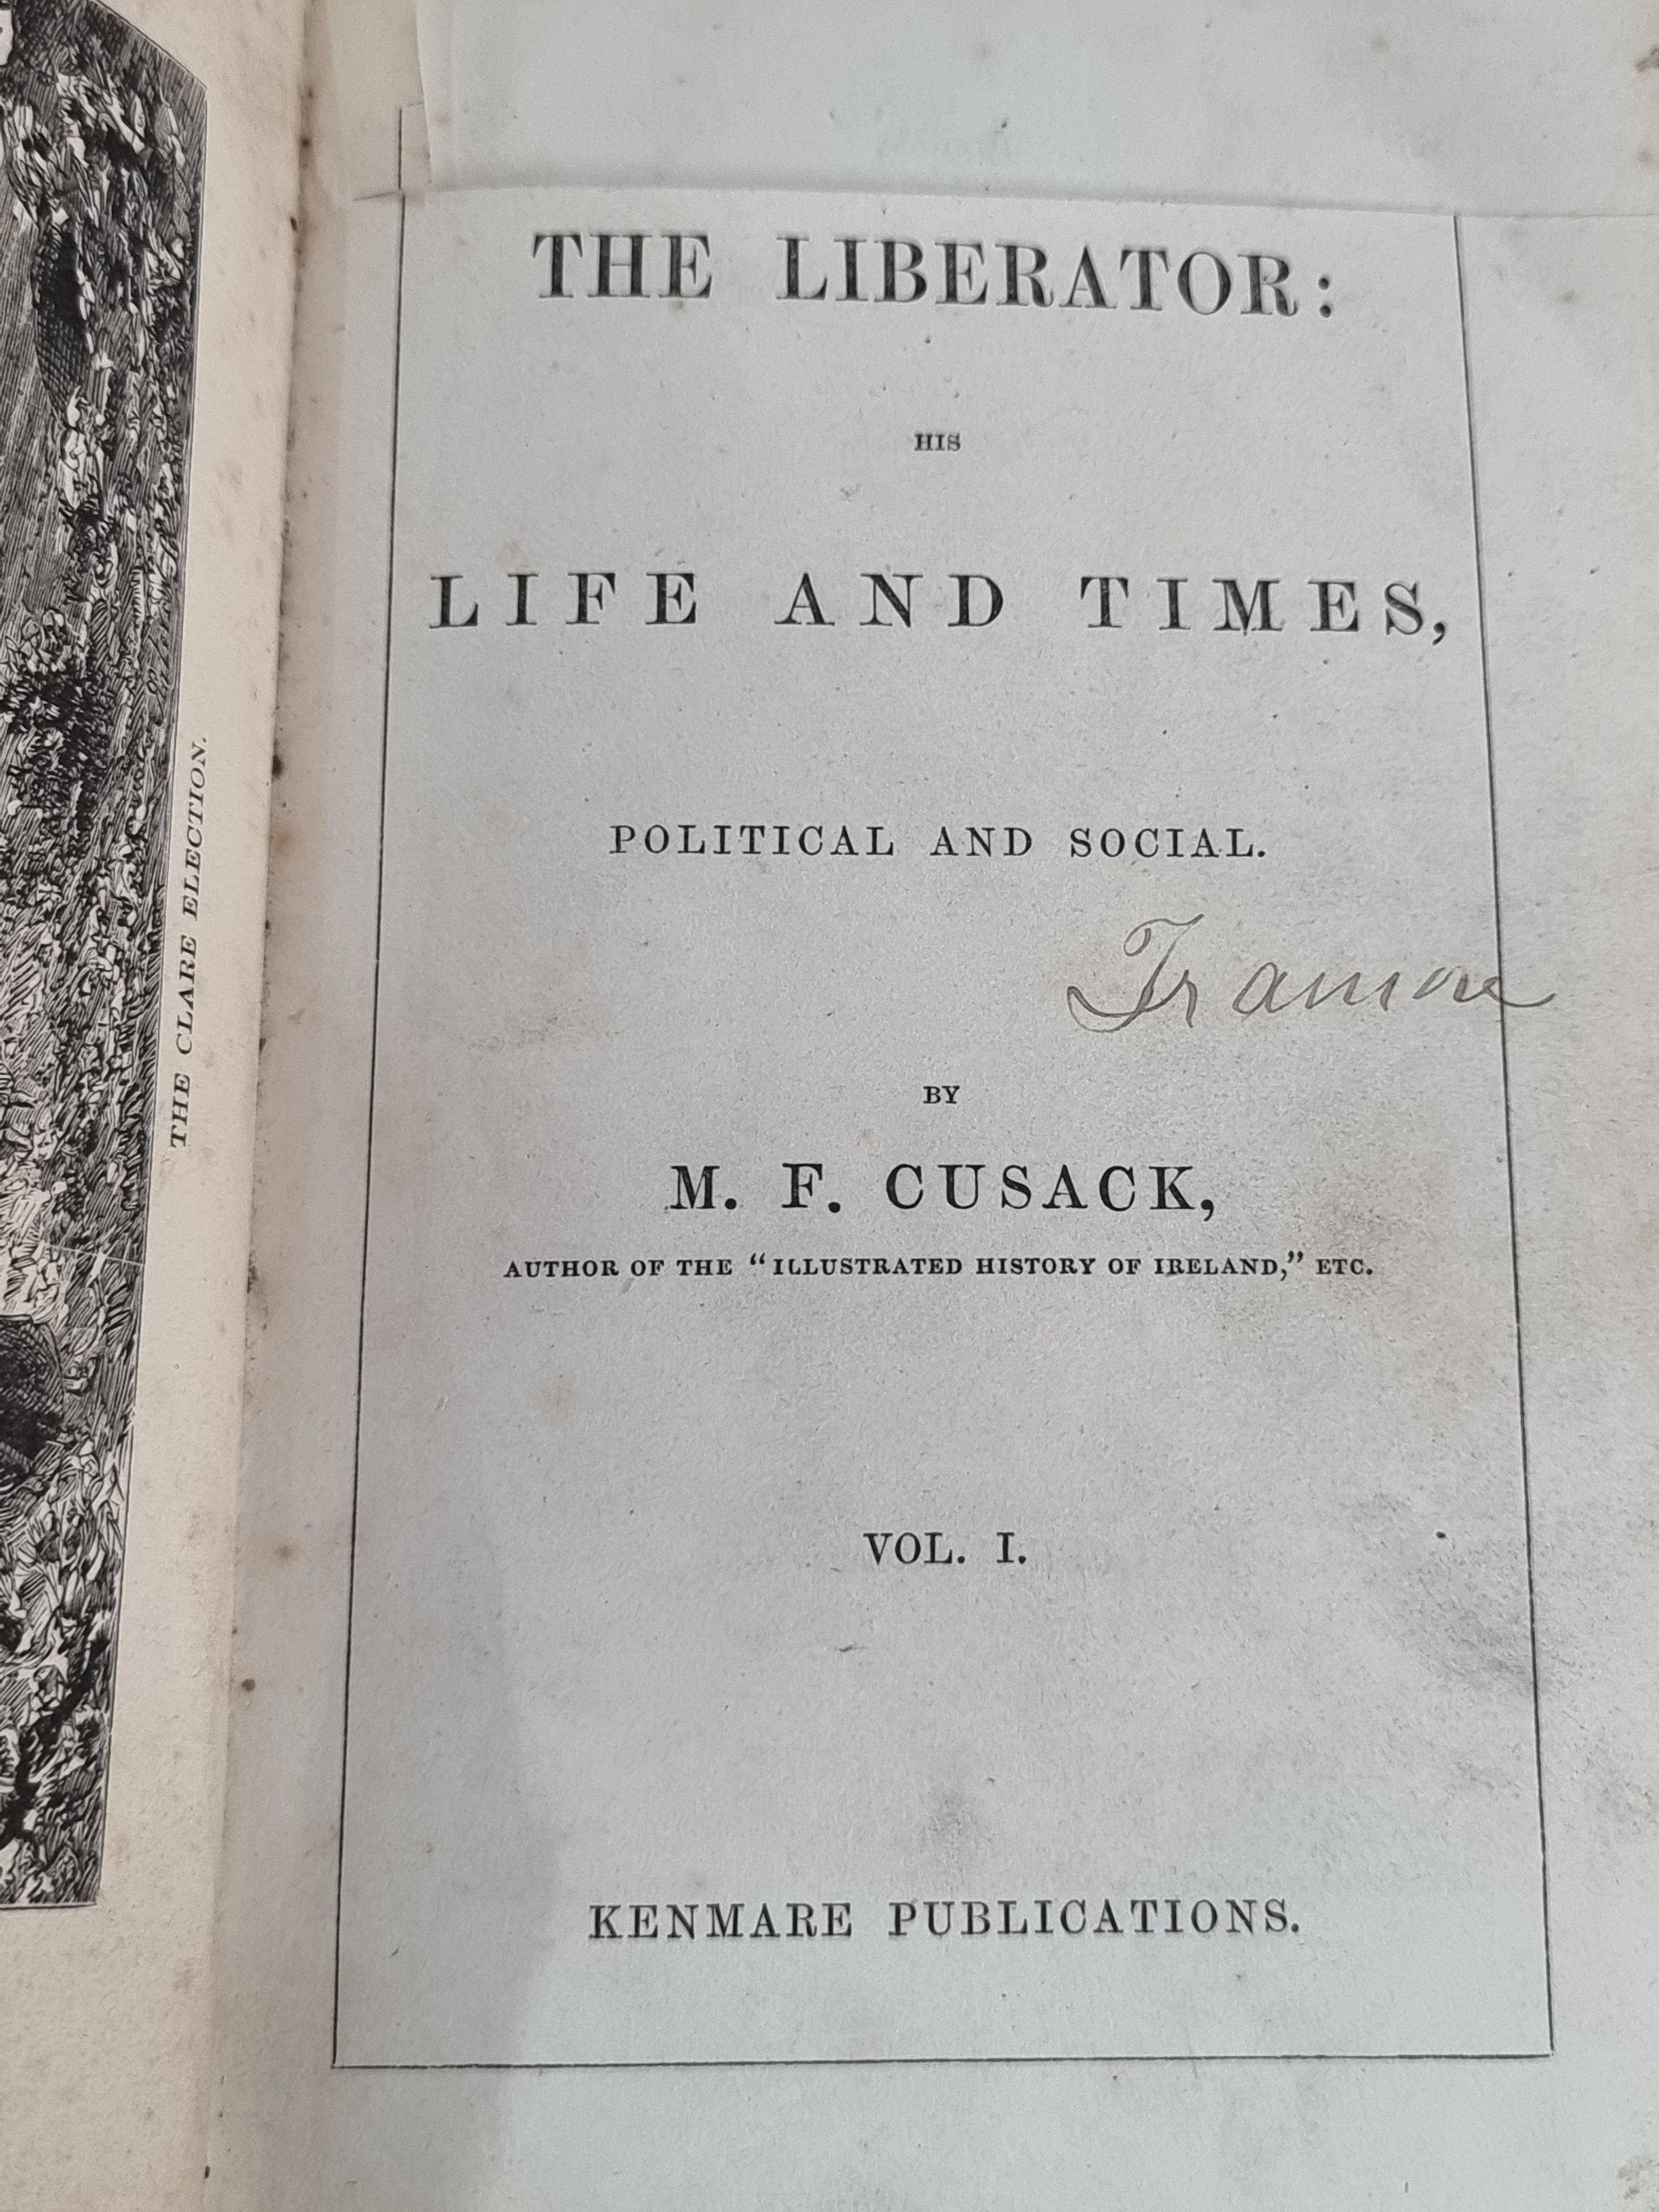 THE CLARE ELECTION.
THE LIBERATOR:
HIS
LIFE AND TIMES,
POLITICAL AND SOCIAL.
Tramore
BY
M. F. CUSACK,
AUTHOR OF THE "ILLUSTRATED HISTORY OF IRELAND," ETC.
VOL. I.
KENMARE PUBLICATIONS.